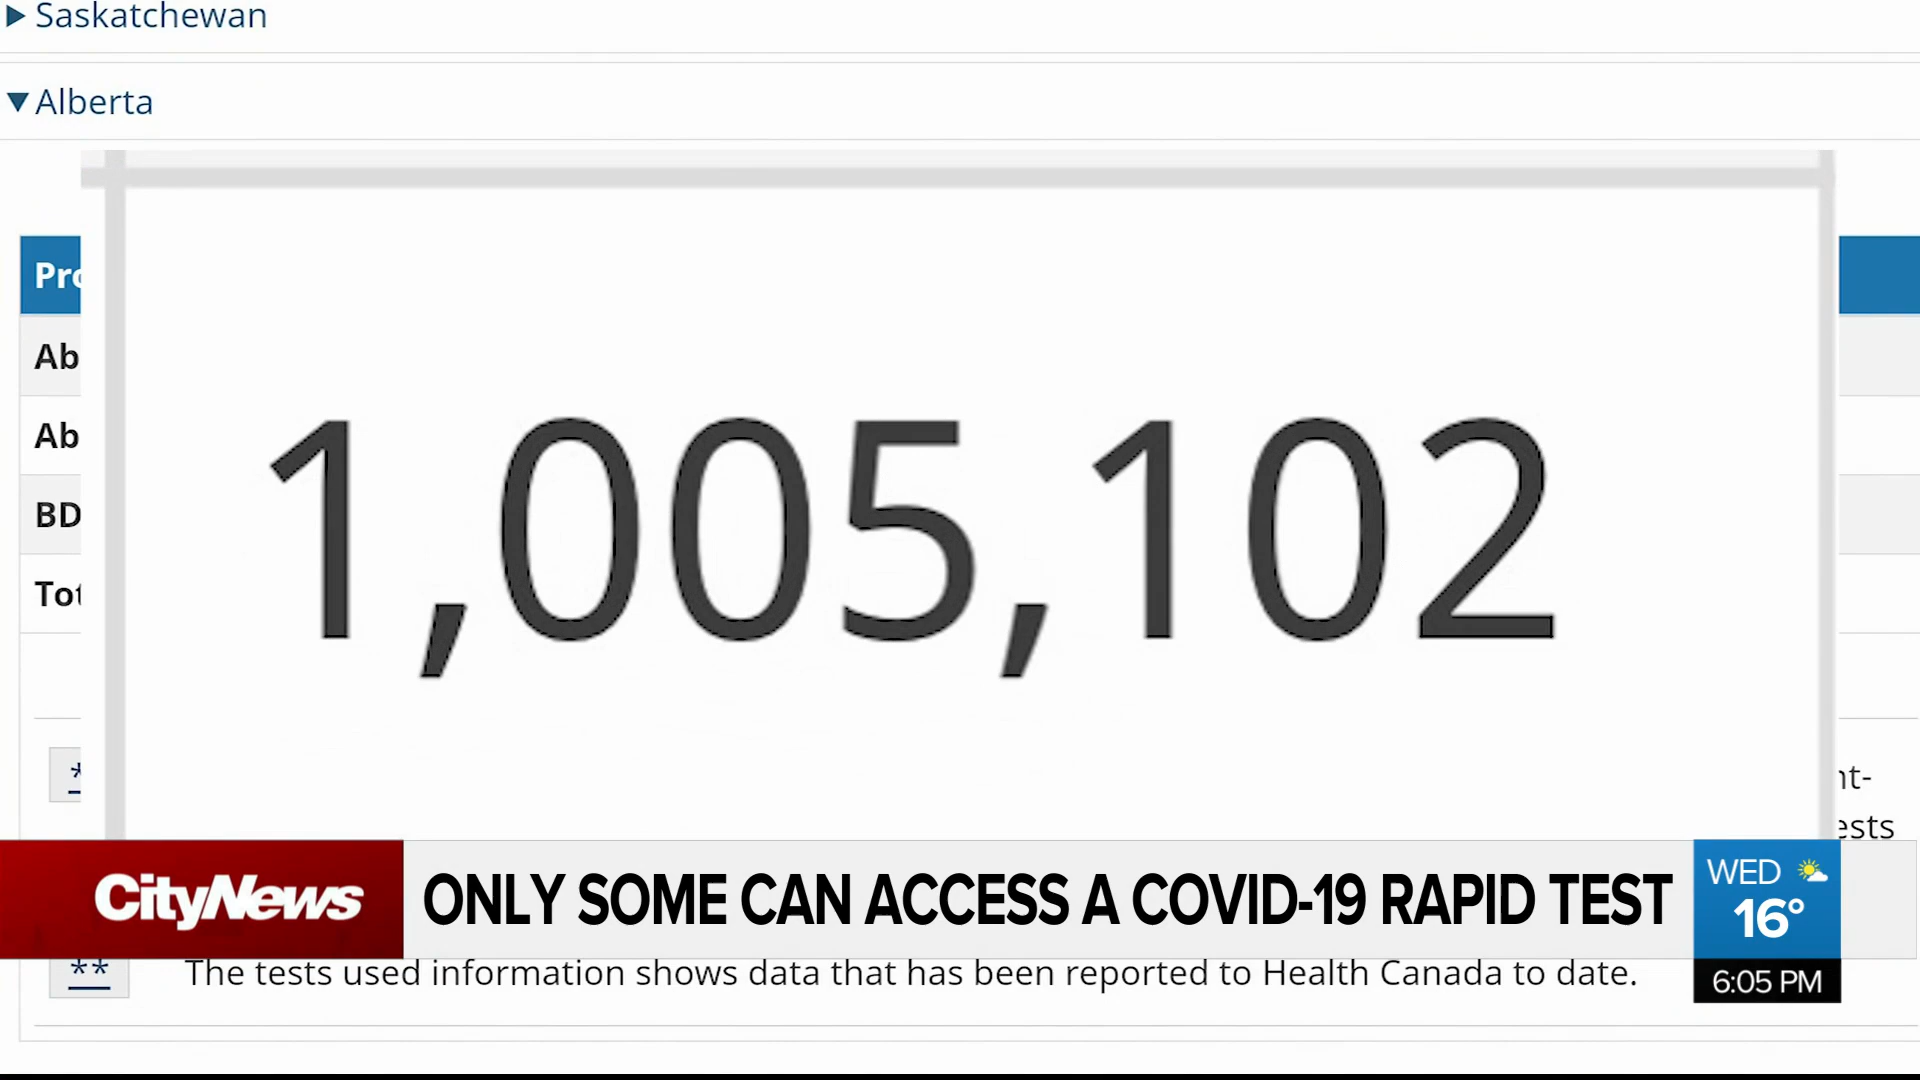 Saskatchewan
Alberta
Pro
Ab
Ab
BD
Tot
1,005,102
*
nt-
ests
CityNews
ONLY SOME CAN ACCESS A COVID-19 RAPID TEST
WED
16°
6:05 PM
** The tests used information shows data that has been reported to Health Canada to date.